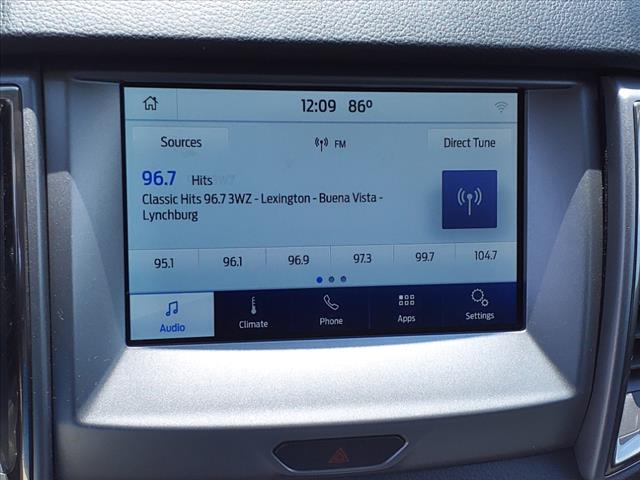 12:09 86°
Sources FM Direct Tune
96.7 Hits
Classic Hits 96.7 3WZ - Lexington - Buena Vista -
Lynchburg
95.1 96.1 96.9 97.3 99.7 104.7
Audio Climate Phone Apps Settings